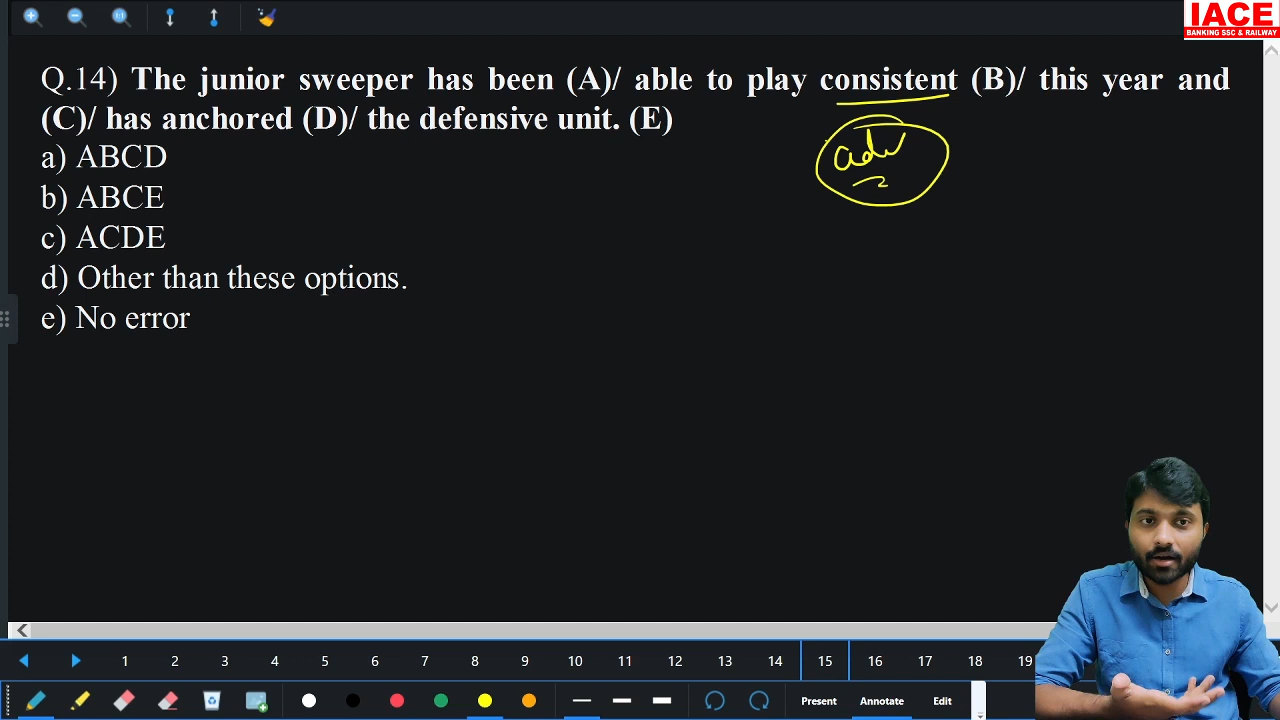 IACE
BANKING SSC & RAILWAY
Q.14) The junior sweeper has been (A)/ able to play consistent (B)/ this year and
(C)/ has anchored (D)/ the defensive unit. (E)
adv
a) ABCD
b) ABCE
c) ACDE
d) Other than these options.
e) No error
1 2 3 4 5 6 7 8 9 10 11 12 13 14 15 16 17 18 19
Present Annotate Edit